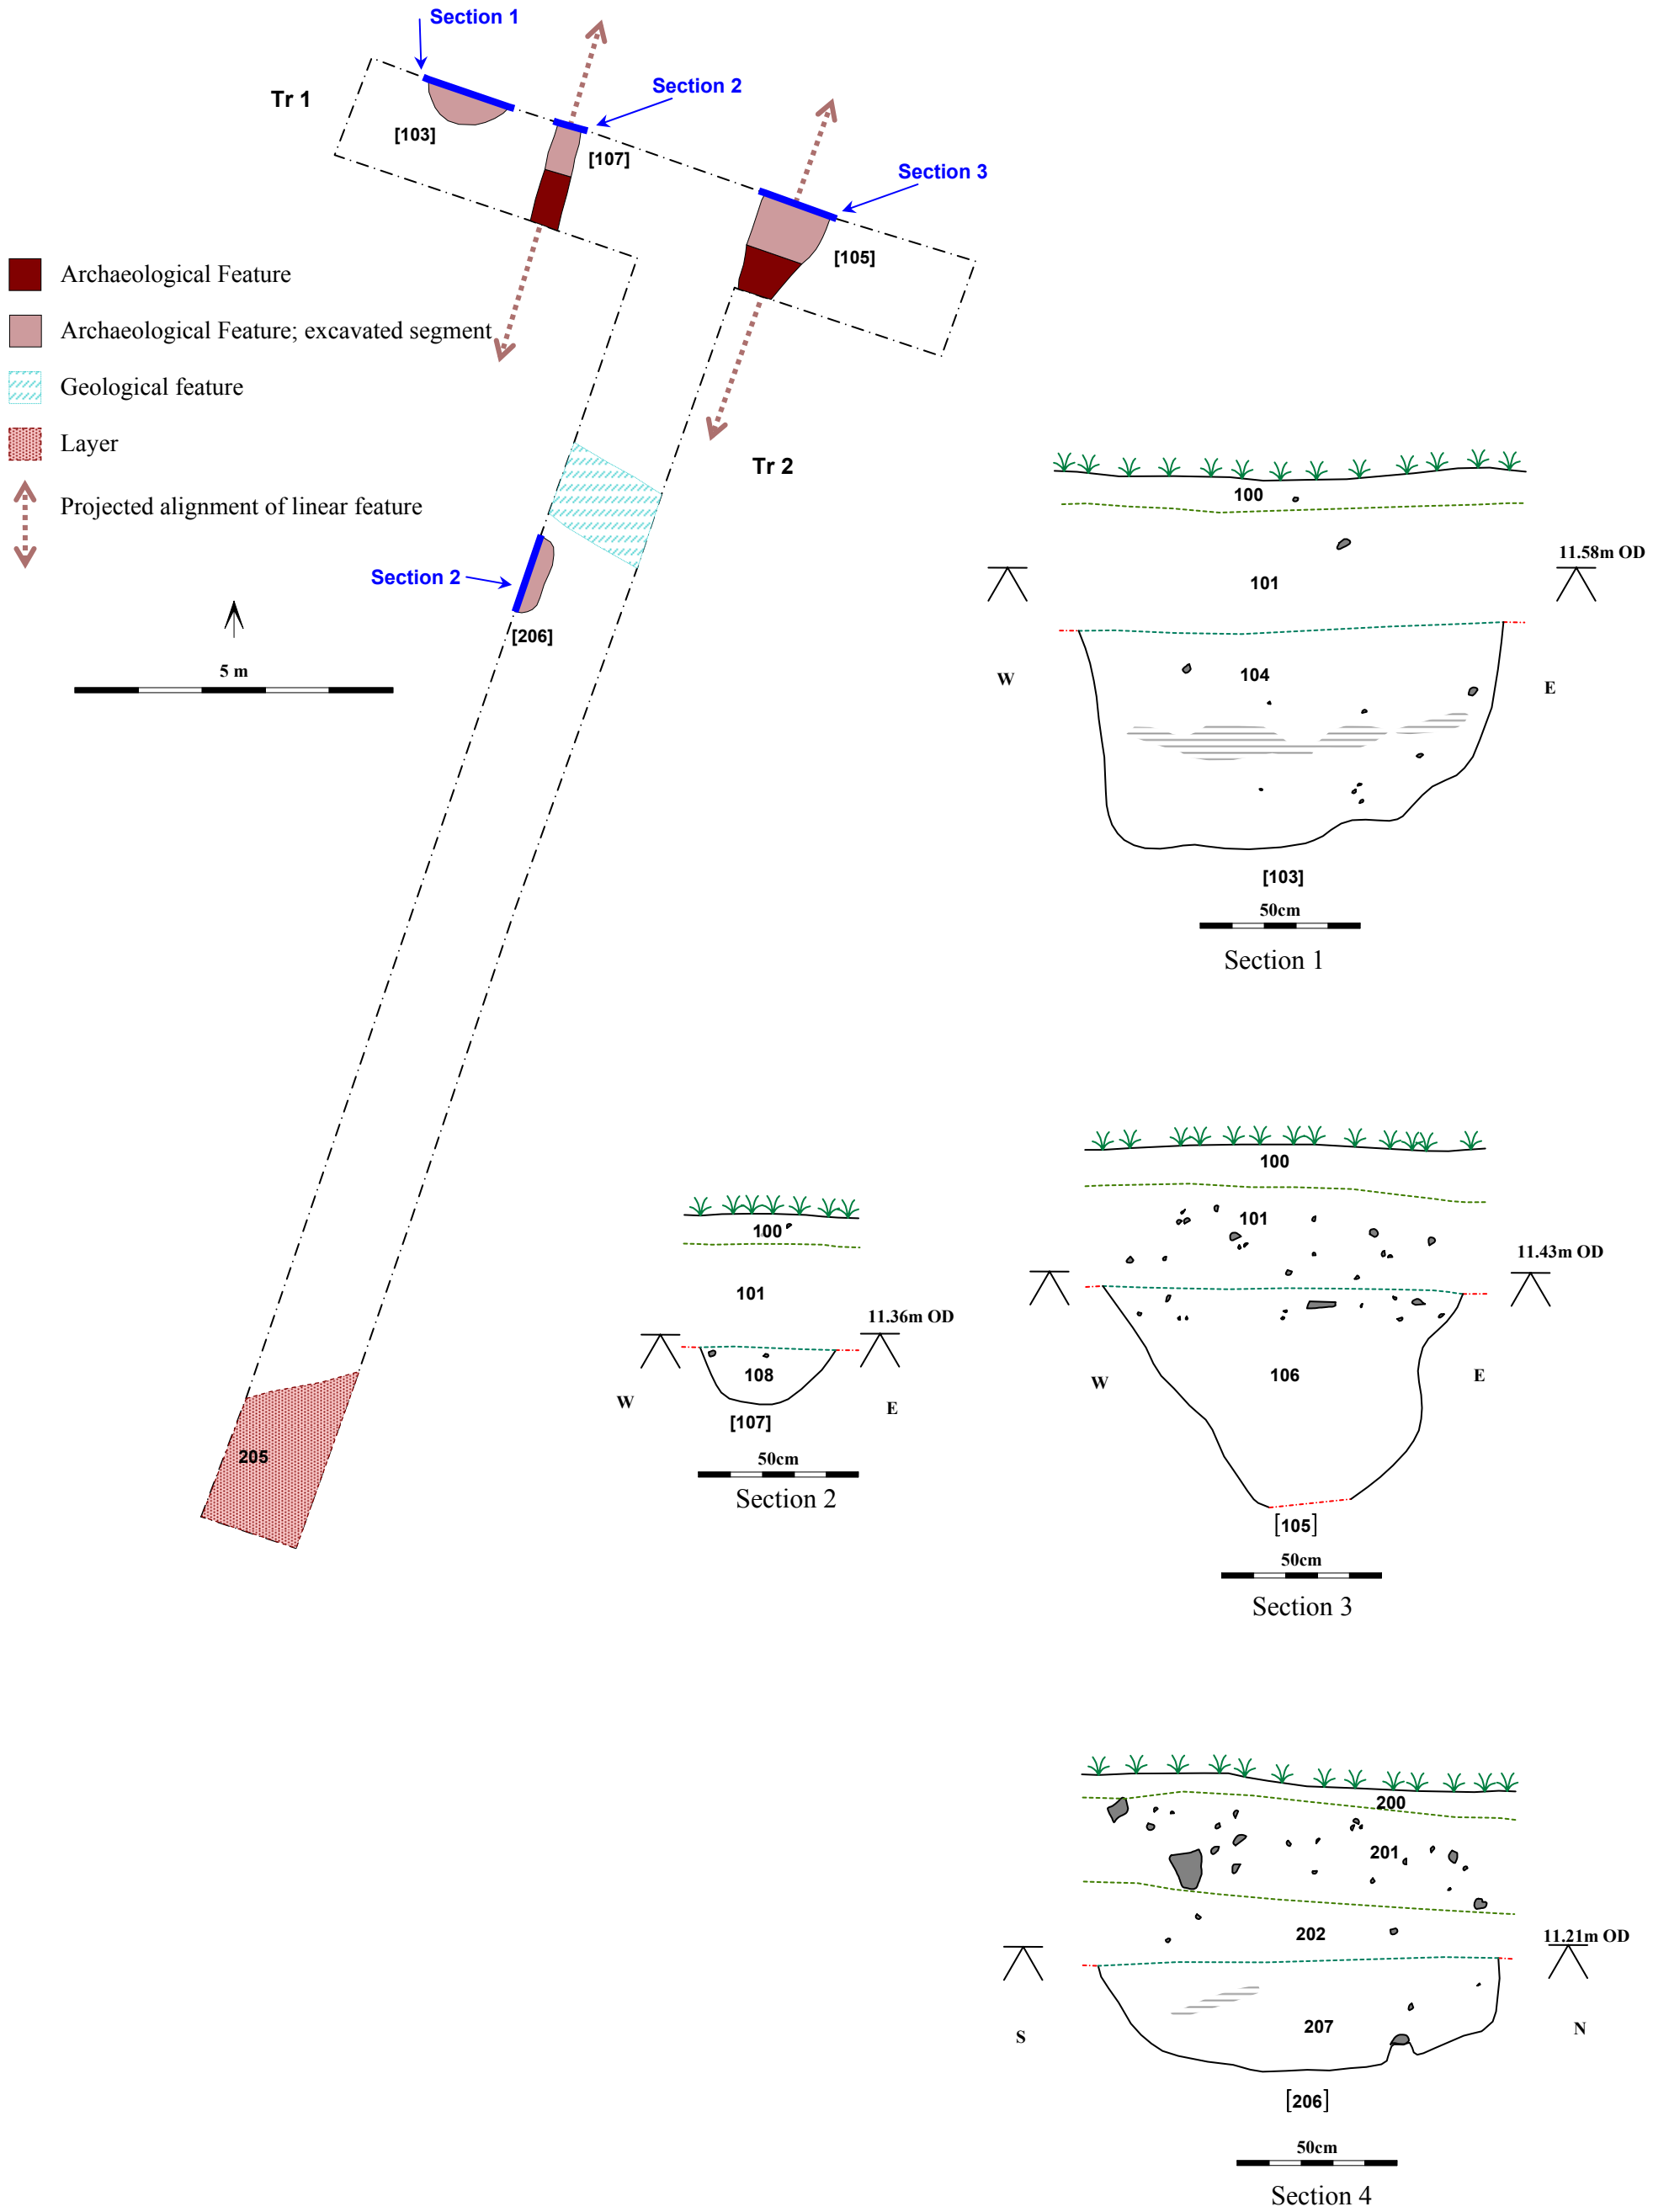 Section 1
Section 2
Tr 1
[103]
[107]
Section 3
[105]
Archaeological Feature
Archaeological Feature; excavated segment
Geological feature
Layer
Projected alignment of linear feature
Tr 2
Section 2
[206]
5 m
205
100
11.58m OD
101
W
104
E
[103]
50cm
Section 1
100
101
11.36m OD
108
W
E
[107]
50cm
Section 2
100
101
11.43m OD
W
106
E
[105]
50cm
Section 3
200
201
202
11.21m OD
S
207
N
[206]
50cm
Section 4